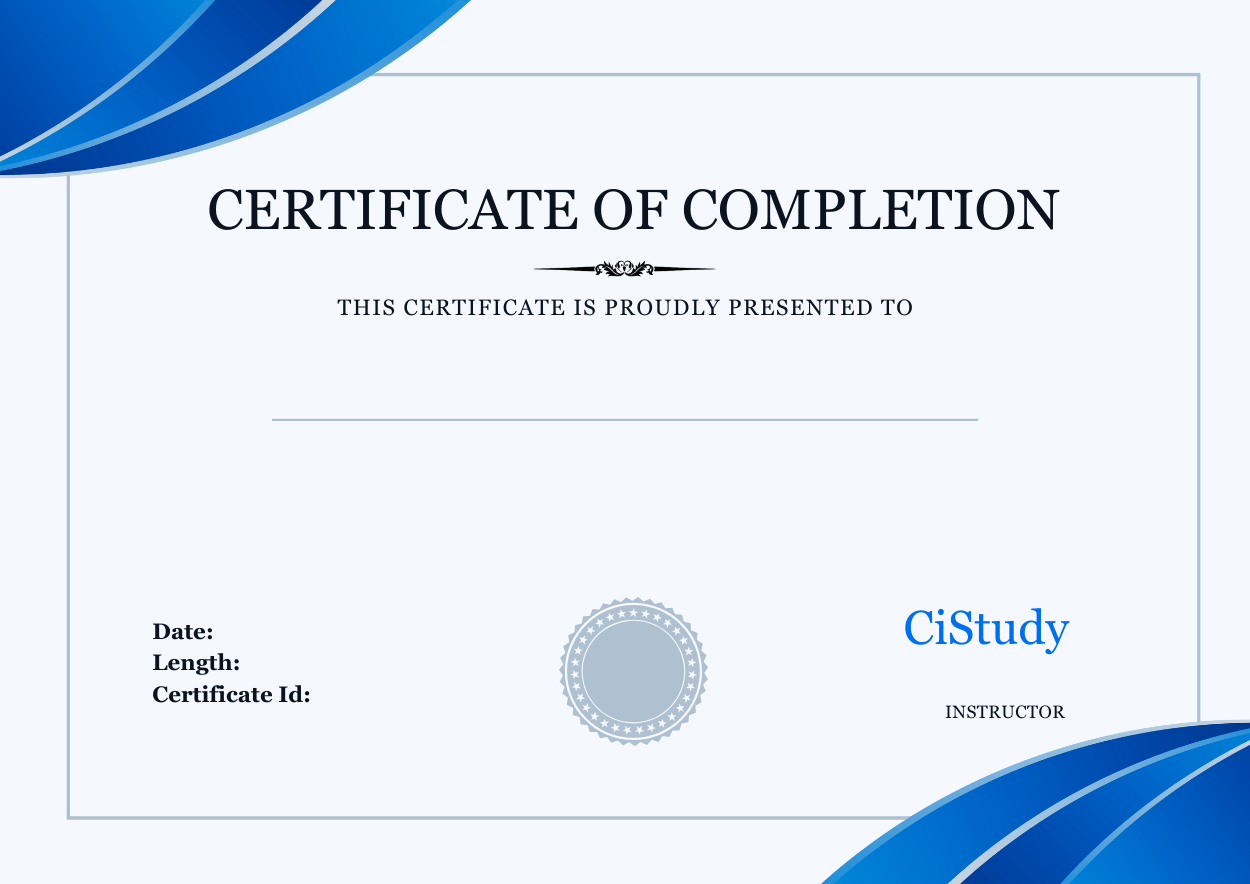 CERTIFICATE OF COMPLETION
THIS CERTIFICATE IS PROUDLY PRESENTED TO
Date:
Length:
Certificate Id:
CiStudy
INSTRUCTOR